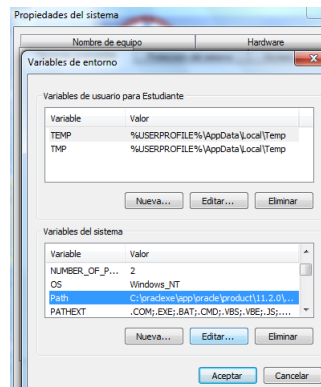 Propiedades del sistema
Nombre de equipo Hardware
Variables de entorno
Variables de usuario para Estudiante
Variable Valor
TEMP %USERPROFILE%\AppData\Local\Temp
TMP %USERPROFILE%\AppData\Local\Temp
Nueva... Editar... Eliminar
Variables del sistema
Variable Valor
NUMBER_OF_P... 2
OS Windows_NT
Path C:\oraclexe\app\oracle\product\11.2.0\...
PATHEXT .COM;.EXE;.BAT;.CMD;.VBS;.VBE;.JS;....
Nueva... Editar... Eliminar
Aceptar Cancelar